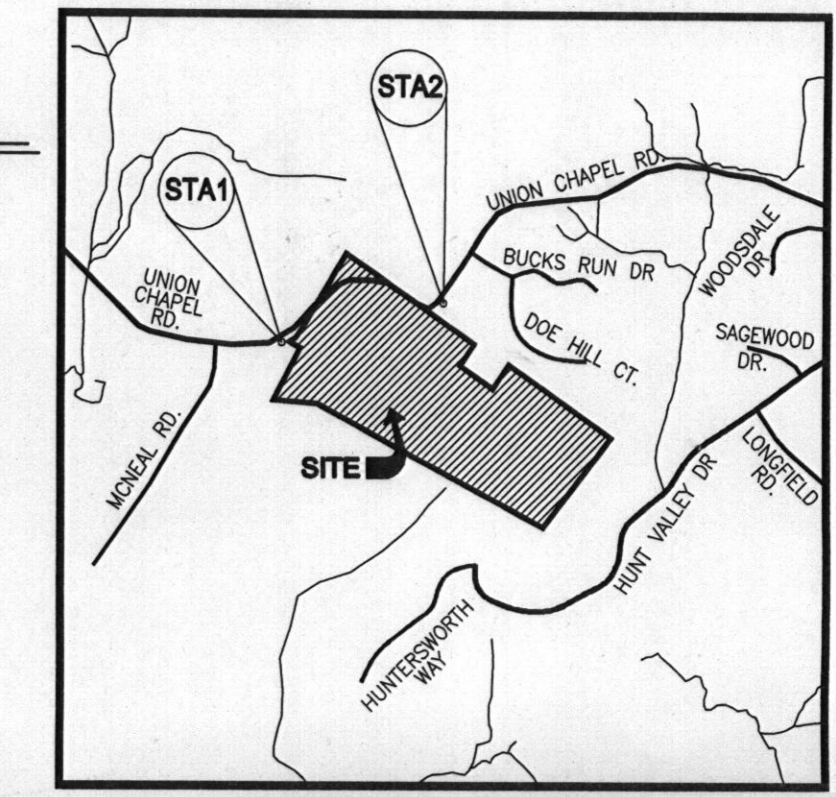 STA2
STA1
UNION CHAPEL RD.
WOODSDALE
DR.
BUCKS RUN DR
UNION
CHAPEL
RD.
DOE HILL CT.
SAGEWOOD
DR.
MCNEAL RD.
SITE
LONGFIELD
RD.
HUNT VALLEY DR
HUNTERSWORTH
WAY